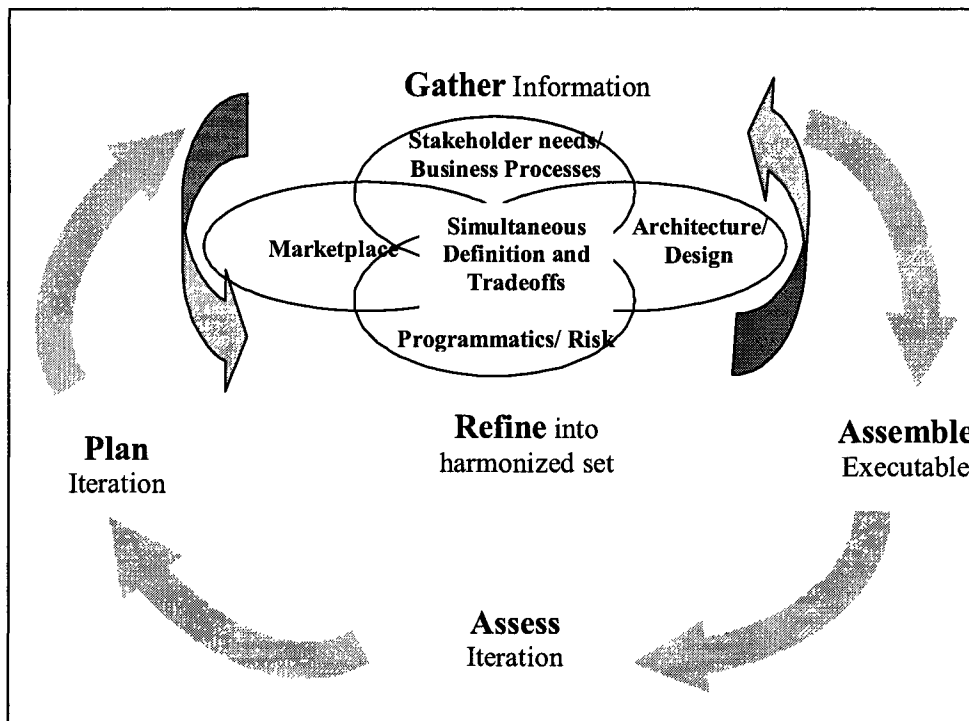 Gather Information
Stakeholder needs/
Business Processes
Marketplace
Simultaneous
Definition and
Tradeoffs
Architecture/
Design
Programmatics/ Risk
Refine into
harmonized set
Plan
Iteration
Assemble
Executable
Assess
Iteration